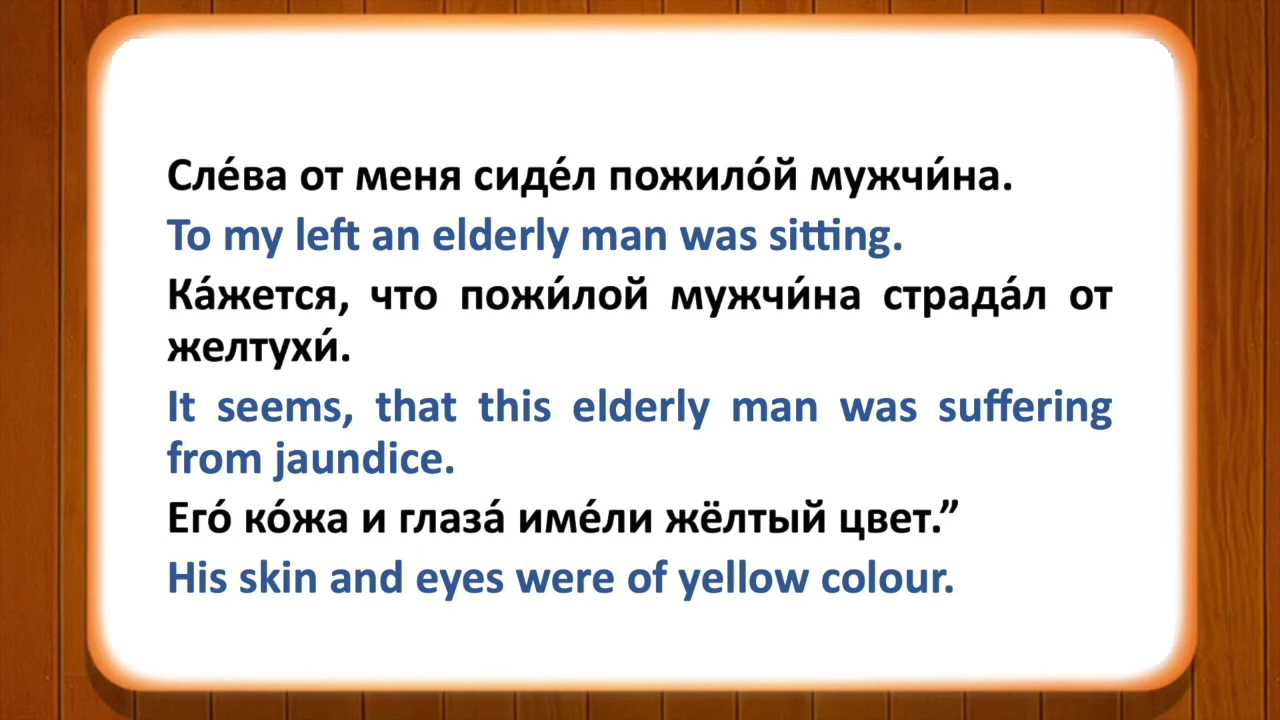 Сле́ва от меня сиде́л пожило́й мужчи́на.
To my left an elderly man was sitting.
Ка́жется, что пожи́лой мужчи́на страда́л от
желтухи́.
It seems, that this elderly man was suffering
from jaundice.
Его́ ко́жа и глаза́ име́ли жёлтый цвет.”
His skin and eyes were of yellow colour.